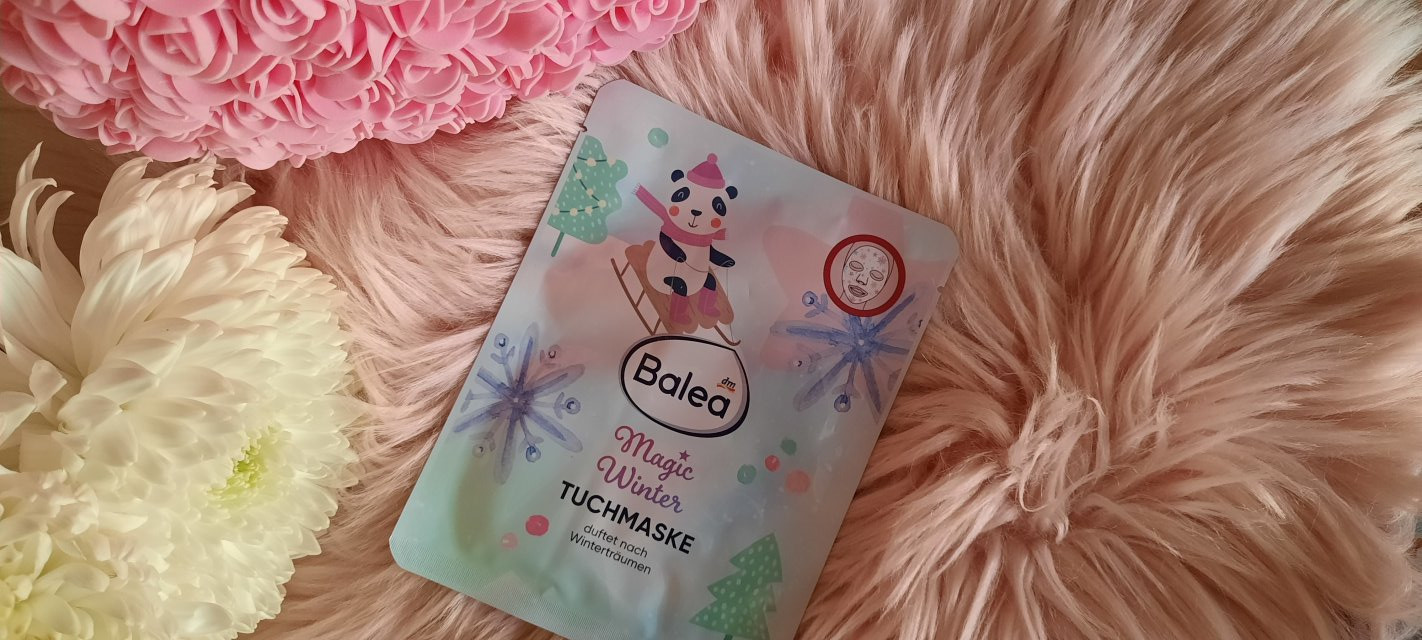 Balea
dm
Magic
Winter
TUCHMASKE
duftet nach
Winterträumen